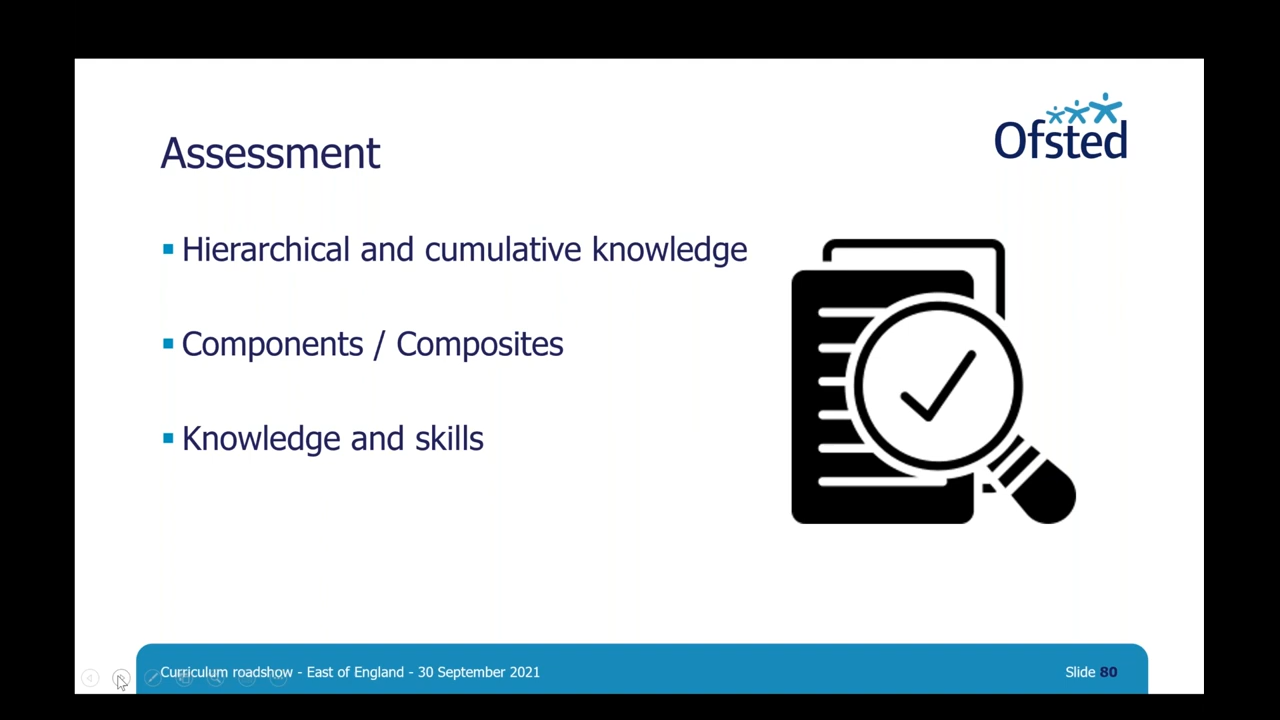 Ofsted
Assessment
▪ Hierarchical and cumulative knowledge
▪ Components / Composites
▪ Knowledge and skills
Curriculum roadshow - East of England - 30 September 2021
Slide 80